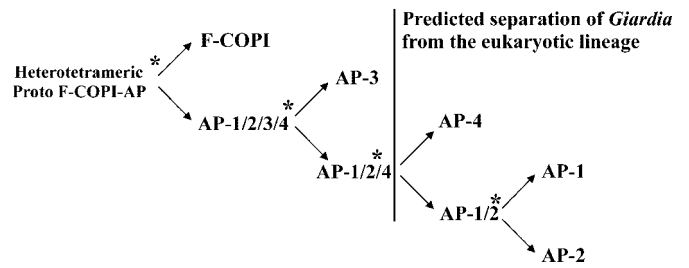 Predicted separation of Giardia
from the eukaryotic lineage
F-COPI
*
Heterotetrameric
Proto F-COPI-AP
AP-3
*
AP-1/2/3/4
AP-4
*
AP-1/2/4
AP-1
*
AP-1/2
AP-2